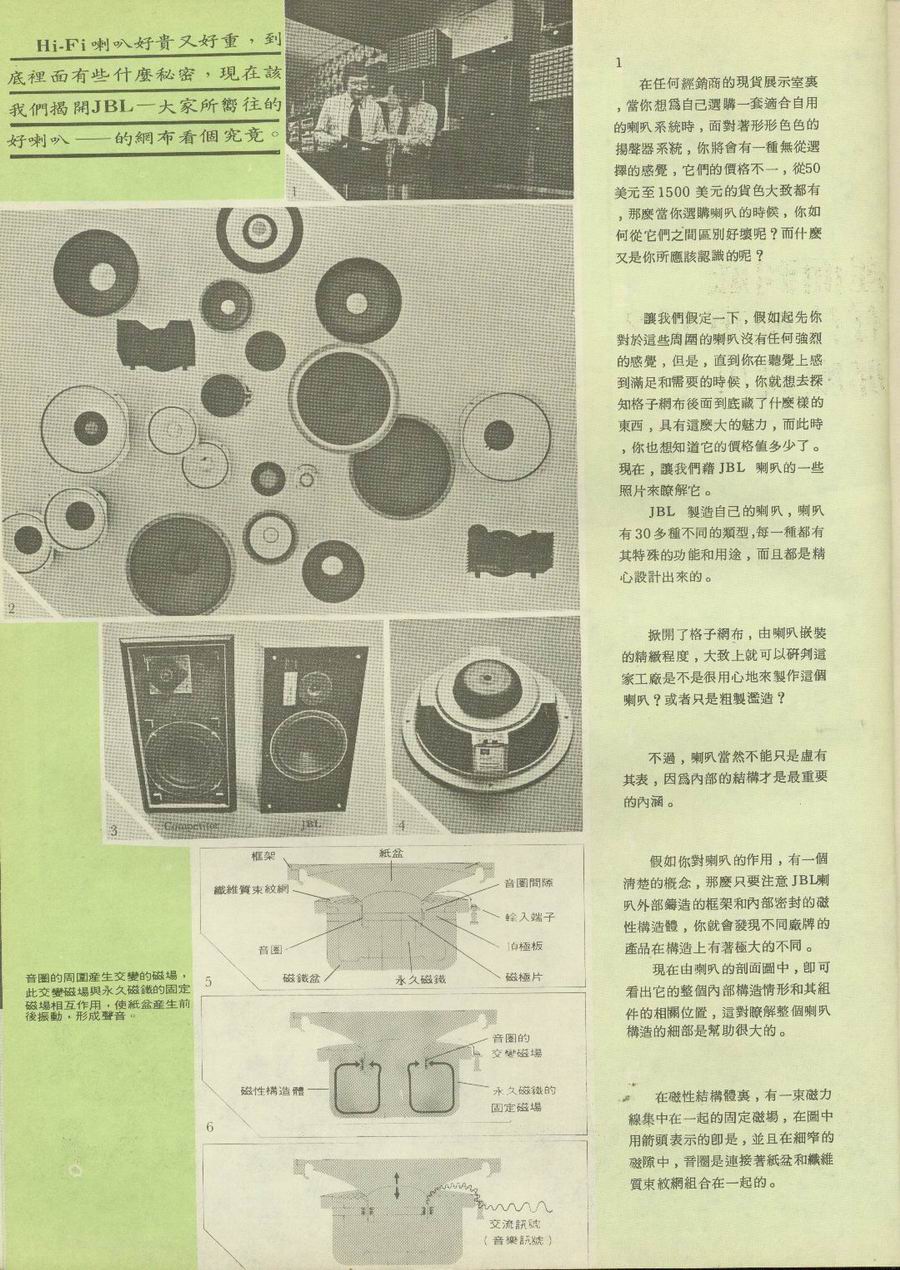 Hi-Fi喇叭好貴又好重，到
底裡面有些什麼秘密，現在該
我們揭開JBL—大家所嚮往的
好喇叭——的網布看個究竟。
1
2
3
Competitor
JBL
4
框架
紙盆
纖維質束紋網
音圈間隙
輸入端子
音圈
磁鐵盆
永久磁鐵
磁極片
5
音圈的周圍產生交變的磁場，
此交變磁場與永久磁鐵的固定
磁場相互作用，使紙盆產生前
後振動，形成聲音。
音圈的
交變磁場
磁性構造體
永久磁鐵的
固定磁場
6
交流訊號
(音樂訊號)
1
在任何經銷商的現貨展示室裏
，當你想爲自己選購一套適合自用
的喇叭系統時，面對著形形色色的
揚聲器系統，你將會有一種無從選
擇的感覺，它們的價格不一，從50
美元至1500 美元的貨色大致都有
，那麼當你選購喇叭的時候，你如
何從它們之間區別好壞呢？而什麼
又是你所應該認識的呢？
讓我們假定一下，假如起先你
對於這些周圍的喇叭沒有任何強烈
的感覺，但是，直到你在聽覺上感
到滿足和需要的時候，你就想去探
知格子網布後面到底藏了什麼樣的
東西，具有這麼大的魅力，而此時
，你也想知道它的價格值多少了。
現在，讓我們藉 JBL 喇叭的一些
照片來瞭解它。
JBL 製造自己的喇叭，喇叭
有30多種不同的類型,每一種都有
其特殊的功能和用途，而且都是精
心設計出來的。
掀開了格子網布，由喇叭嵌裝
的精緻程度，大致上就可以研判這
家工廠是不是很用心地來製作這個
喇叭？或者只是粗製濫造？
不過，喇叭當然不能只是虛有
其表，因爲內部的結構才是最重要
的內涵。
假如你對喇叭的作用，有一個
清楚的概念，那麼只要注意JBL喇
叭外部鑄造的框架和內部密封的磁
性構造體，你就會發現不同廠牌的
產品在構造上有著極大的不同。
現在由喇叭的剖面圖中，即可
看出它的整個內部構造情形和其組
件的相關位置，這對瞭解整個喇叭
構造的細部是幫助很大的。
在磁性結構體裏，有一束磁力
線集中在一起的固定磁場，在圖中
用箭頭表示的即是，並且在細窄的
磁隙中，音圈是連接著紙盆和纖維
質束紋網組合在一起的。